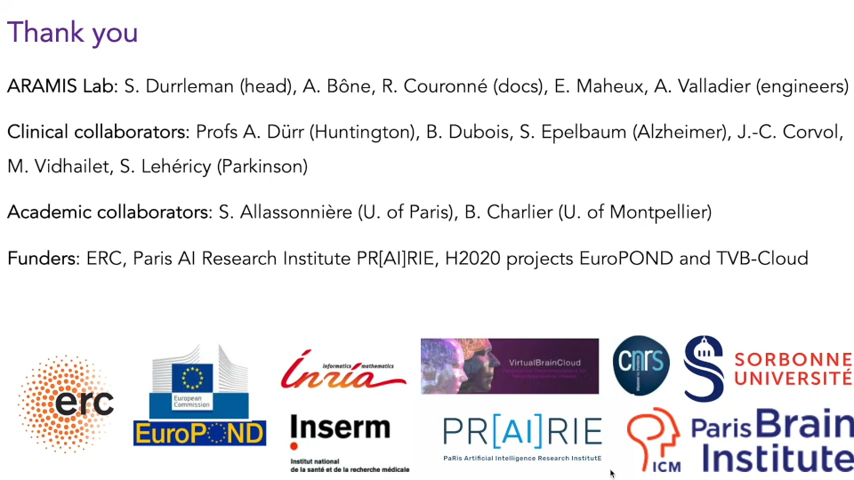 Thank you
ARAMIS Lab: S. Durrleman (head), A. Bône, R. Couronné (docs), E. Maheux, A. Valladier (engineers)
Clinical collaborators: Profs A. Dürr (Huntington), B. Dubois, S. Epelbaum (Alzheimer), J.-C. Corvol,
M. Vidhailet, S. Lehéricy (Parkinson)
Academic collaborators: S. Allassonnière (U. of Paris), B. Charlier (U. of Montpellier)
Funders: ERC, Paris AI Research Institute PR[AI]RIE, H2020 projects EuroPOND and TVB-Cloud
erc
European
Commission
EuroPOND
informatics mathematics
Inria
VirtualBrainCloud
cnrs
SORBONNE
UNIVERSITÉ
Inserm
Institut national
de la santé et de la recherche médicale
PR[AI]RIE
PaRis Artificial Intelligence Research InstitutE
ICM
Paris Brain
Institute